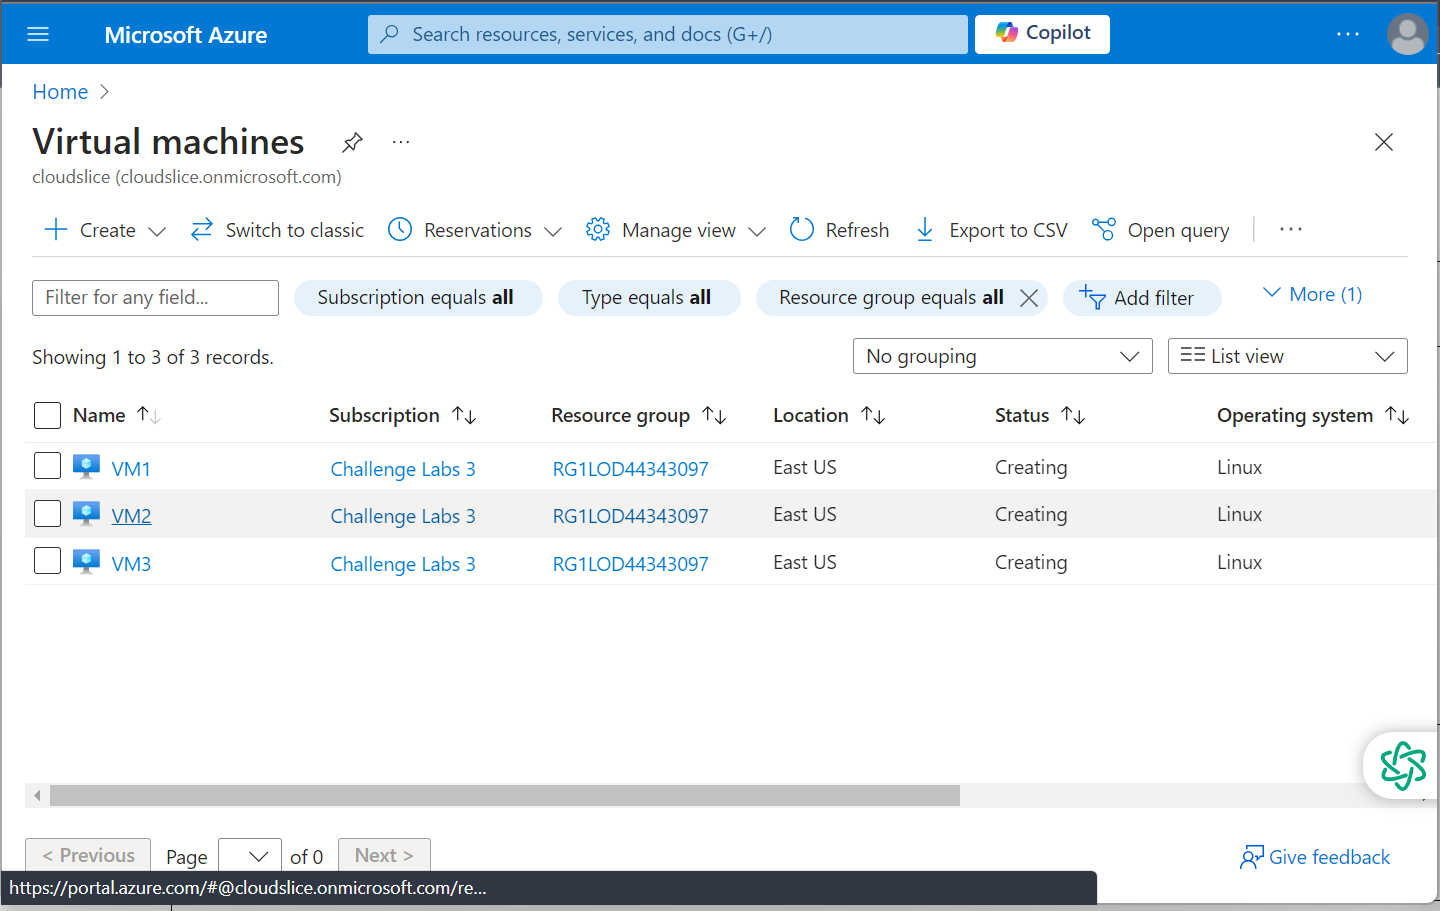 Microsoft Azure
Search resources, services, and docs (G+/)
Copilot
Home
Virtual machines
cloudslice (cloudslice.onmicrosoft.com)
Create Switch to classic Reservations Manage view Refresh Export to CSV Open query
Filter for any field... Subscription equals all Type equals all Resource group equals all Add filter More (1)
Showing 1 to 3 of 3 records. No grouping List view
Name Subscription Resource group Location Status Operating system
VM1 Challenge Labs 3 RG1LOD44343097 East US Creating Linux
VM2 Challenge Labs 3 RG1LOD44343097 East US Creating Linux
VM3 Challenge Labs 3 RG1LOD44343097 East US Creating Linux
< Previous Page of 0 Next > Give feedback
https://portal.azure.com/#@cloudslice.onmicrosoft.com/re...